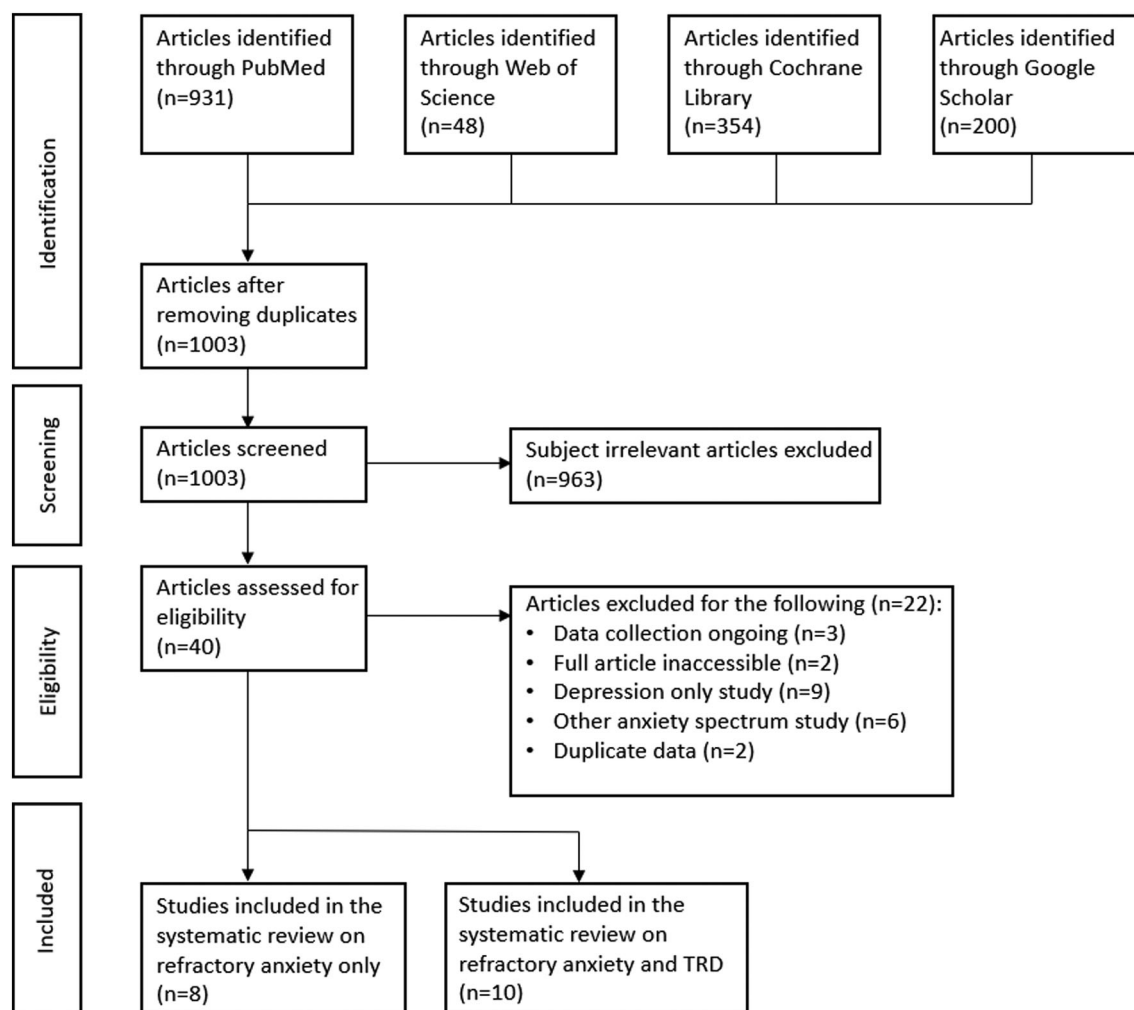 Identification
Articles identified
through PubMed
(n=931)
Articles identified
through Web of
Science
(n=48)
Articles identified
through Cochrane
Library
(n=354)
Articles identified
through Google
Scholar
(n=200)
Articles after
removing duplicates
(n=1003)
Screening
Articles screened
(n=1003)
Subject irrelevant articles excluded
(n=963)
Eligibility
Articles assessed for
eligibility
(n=40)
Articles excluded for the following (n=22):
• Data collection ongoing (n=3)
• Full article inaccessible (n=2)
• Depression only study (n=9)
• Other anxiety spectrum study (n=6)
• Duplicate data (n=2)
Included
Studies included in the
systematic review on
refractory anxiety only
(n=8)
Studies included in the
systematic review on
refractory anxiety and TRD
(n=10)